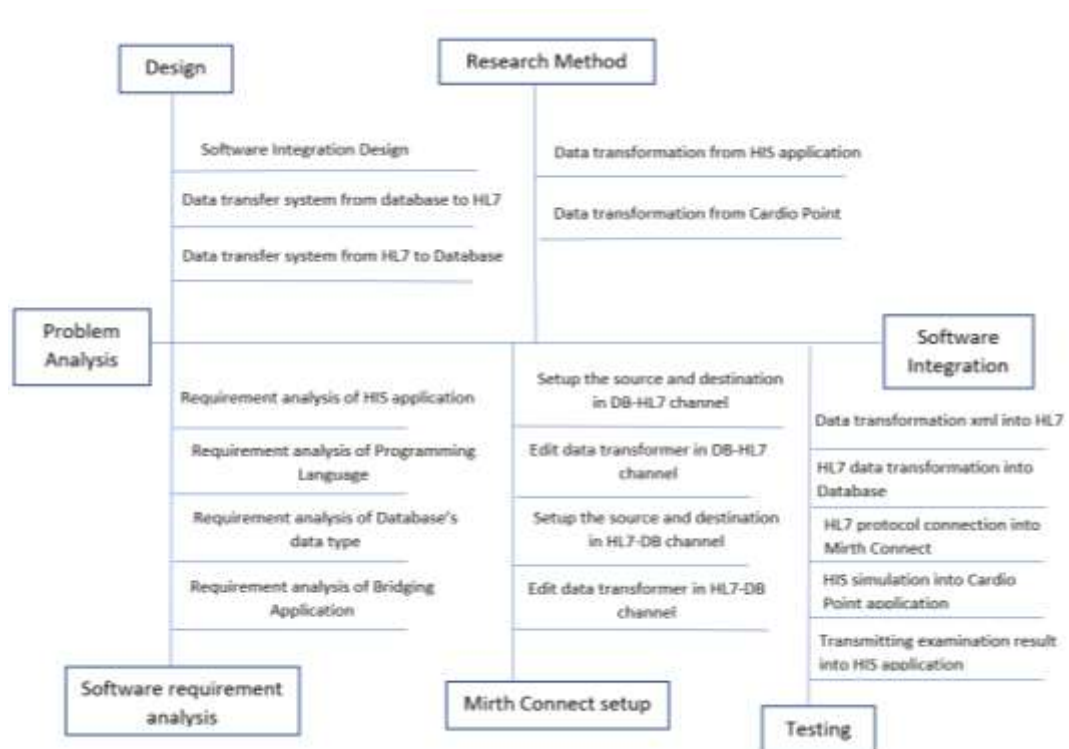 Design
Research Method
Software Integration Design
Data transfer system from database to HL7
Data transfer system from HL7 to Database
Data transformation from HIS application
Data transformation from Cardio Point
Problem
Analysis
Software
Integration
Requirement analysis of HIS application
Requirement analysis of Programming
Language
Requirement analysis of Database's
data type
Requirement analysis of Bridging
Application
Software requirement
analysis
Setup the source and destination
in DB-HL7 channel
Edit data transformer in DB-HL7
channel
Setup the source and destination
in HL7-DB channel
Edit data transformer in HL7-DB
channel
Mirth Connect setup
Data transformation xml into HL7
HL7 data transformation into
Database
HL7 protocol connection into
Mirth Connect
HIS simulation into Cardio
Point application
Transmitting examination result
into HIS application
Testing